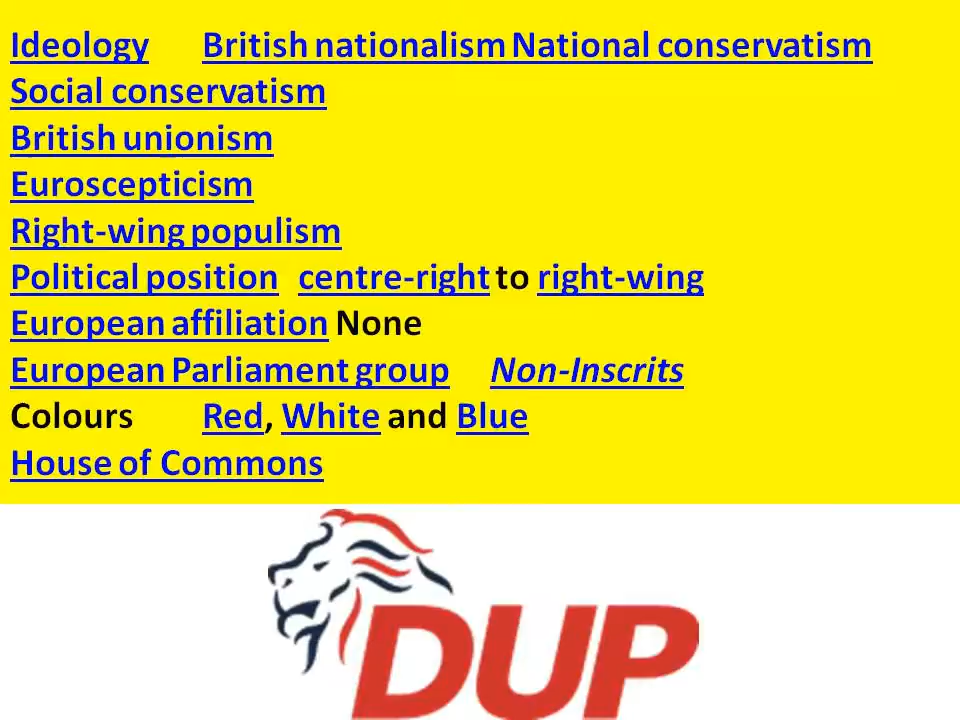 Ideology British nationalism National conservatism
Social conservatism
British unionism
Euroscepticism
Right-wing populism
Political position centre-right to right-wing
European affiliation None
European Parliament group Non-Inscrits
Colours Red, White and Blue
House of Commons
DUP